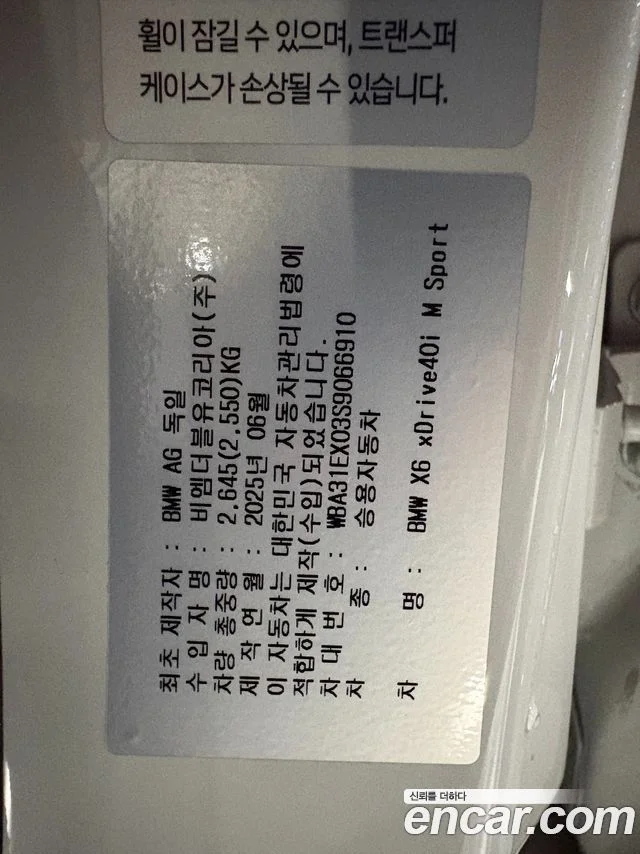 휠이 잠길 수 있으며, 트랜스퍼
케이스가 손상될 수 있습니다.
최초 제작자 : BMW AG 독일
수 입 자 명 : 비엠더블유코리아(주)
차량 총중량 : 2,645(2,550)KG
제 작 연 월 : 2025년 06월
이 자동차는 대한민국 자동차관리법령에
적합하게 제작(수입)되었습니다.
차 대 번 호 : WBA31EX03S9066910
차 종 : 승용자동차
차 명 : BMW X6 xDrive40i M Sport
신뢰를 더하다
encar.com